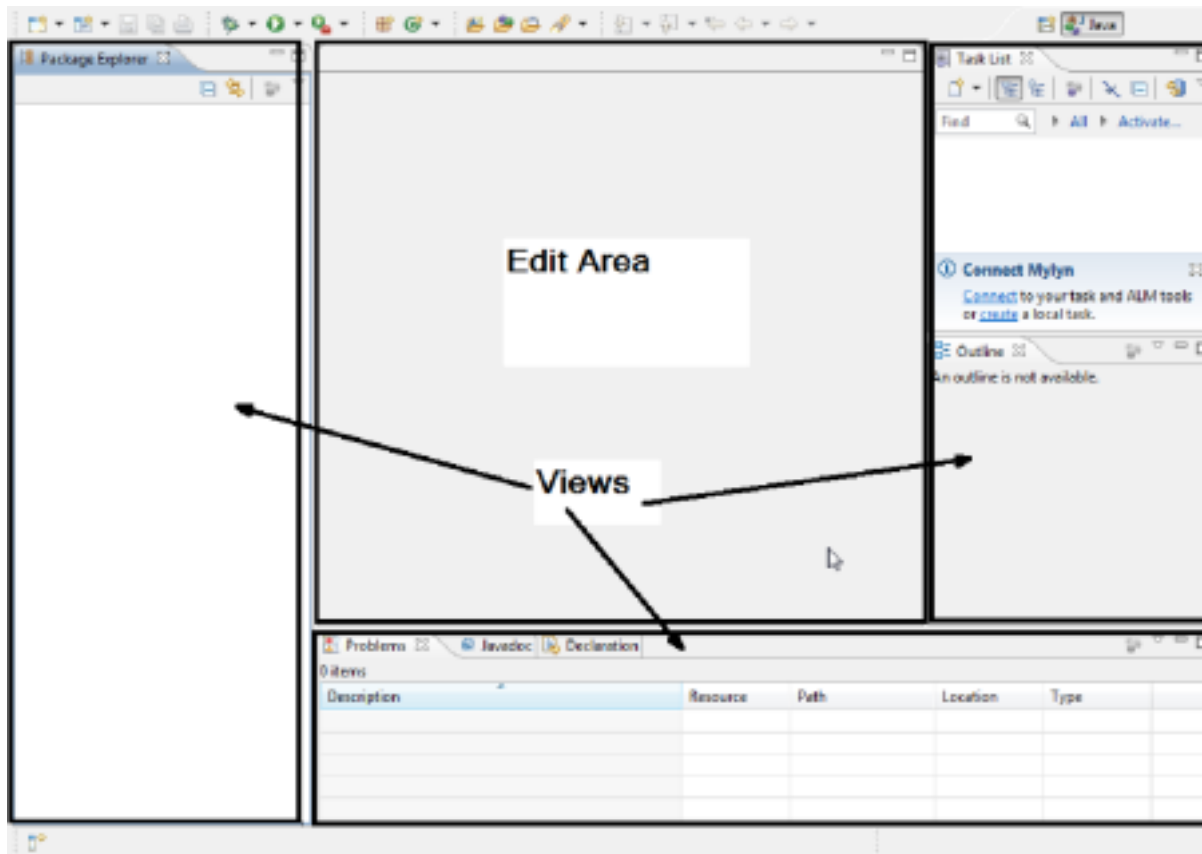 Java
Package Explorer
Task List
Find
All
Activate...
Edit Area
Connect Mylyn
Connect to your task and ALM tools
or create a local task.
Outline
An outline is not available.
Views
Problems
Javadoc
Declaration
0 items
Description
Resource
Path
Location
Type